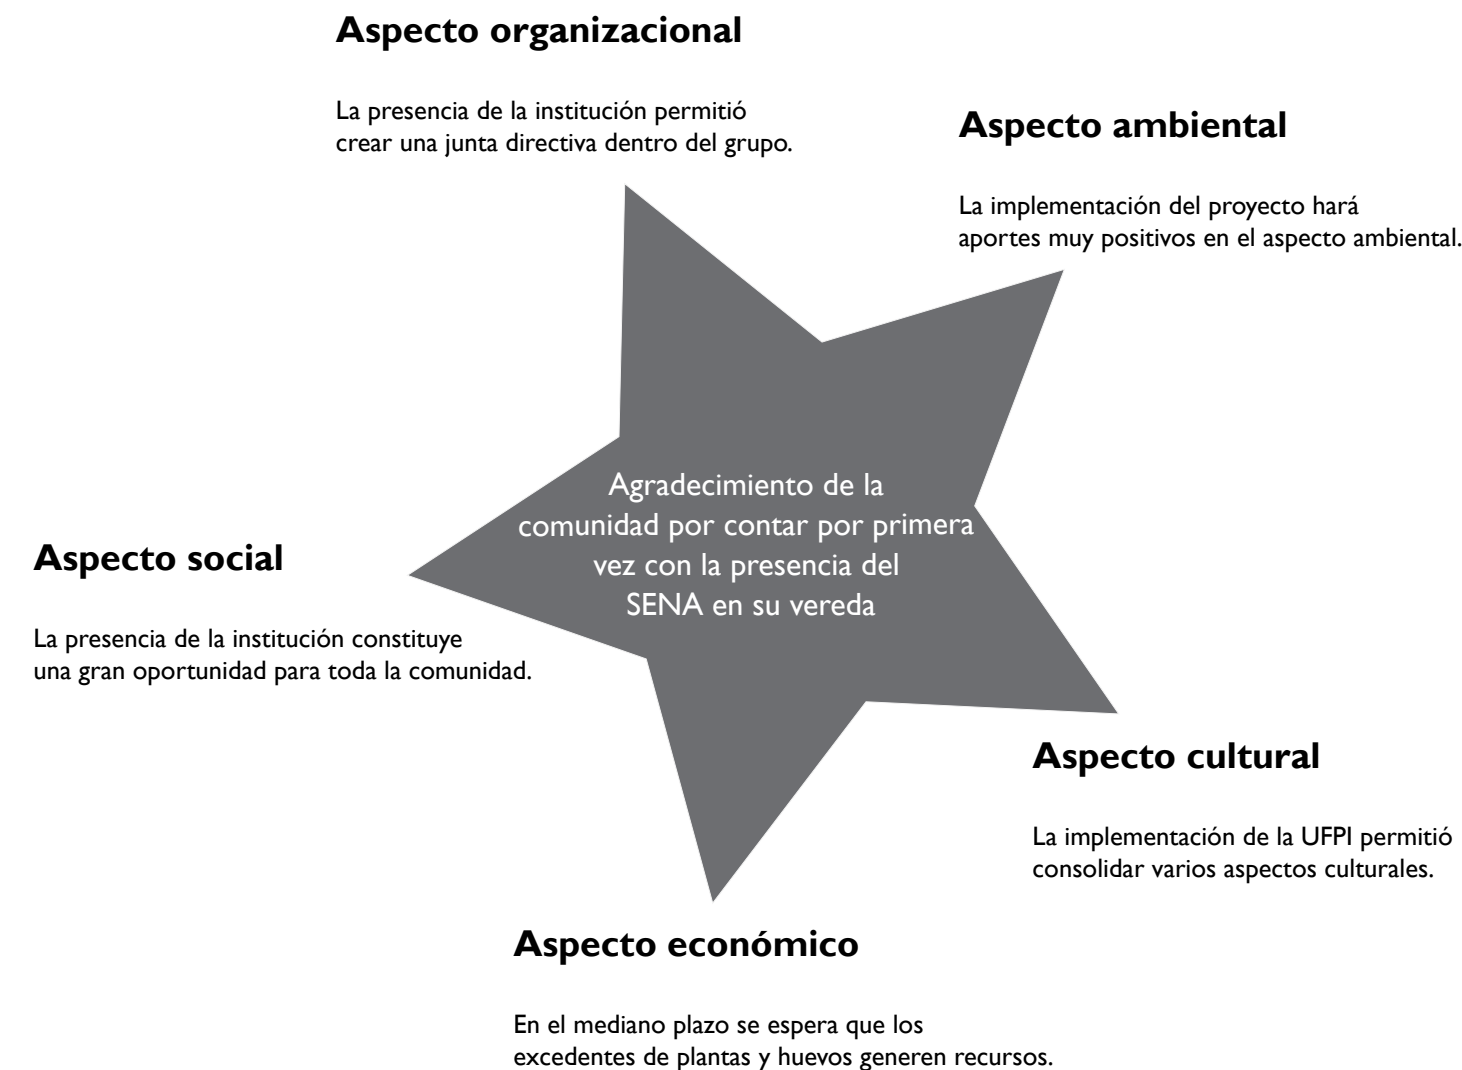 Aspecto organizacional
La presencia de la institución permitió
crear una junta directiva dentro del grupo.
Aspecto ambiental
La implementación del proyecto hará
aportes muy positivos en el aspecto ambiental.
Agradecimiento de la
comunidad por contar por primera
vez con la presencia del
SENA en su vereda
Aspecto social
La presencia de la institución constituye
una gran oportunidad para toda la comunidad.
Aspecto cultural
La implementación de la UFPI permitió
consolidar varios aspectos culturales.
Aspecto económico
En el mediano plazo se espera que los
excedentes de plantas y huevos generen recursos.